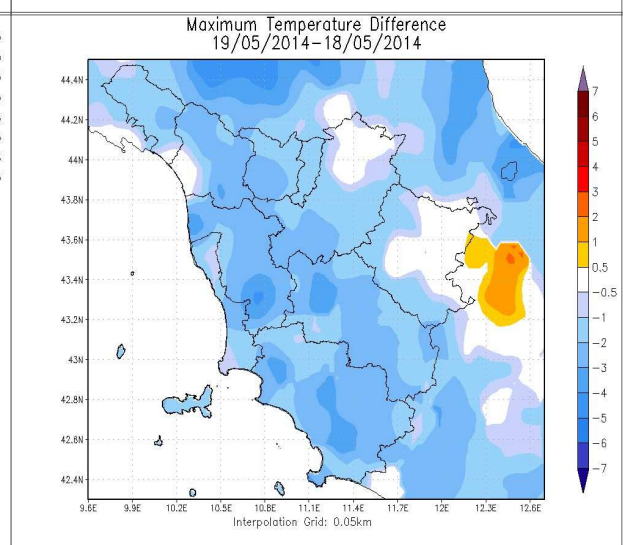 Maximum Temperature Difference
19/05/2014-18/05/2014
44.4N
44.2N
44N
43.8N
43.6N
43.4N
43.2N
43N
42.8N
42.6N
42.4N
9.6E 9.9E 10.2E 10.5E 10.8E 11.1E 11.4E 11.7E 12E 12.3E 12.6E
Interpolation Grid: 0.05km
7
6
5
4
3
2
1
0.5
-0.5
-1
-2
-3
-4
-5
-6
-7